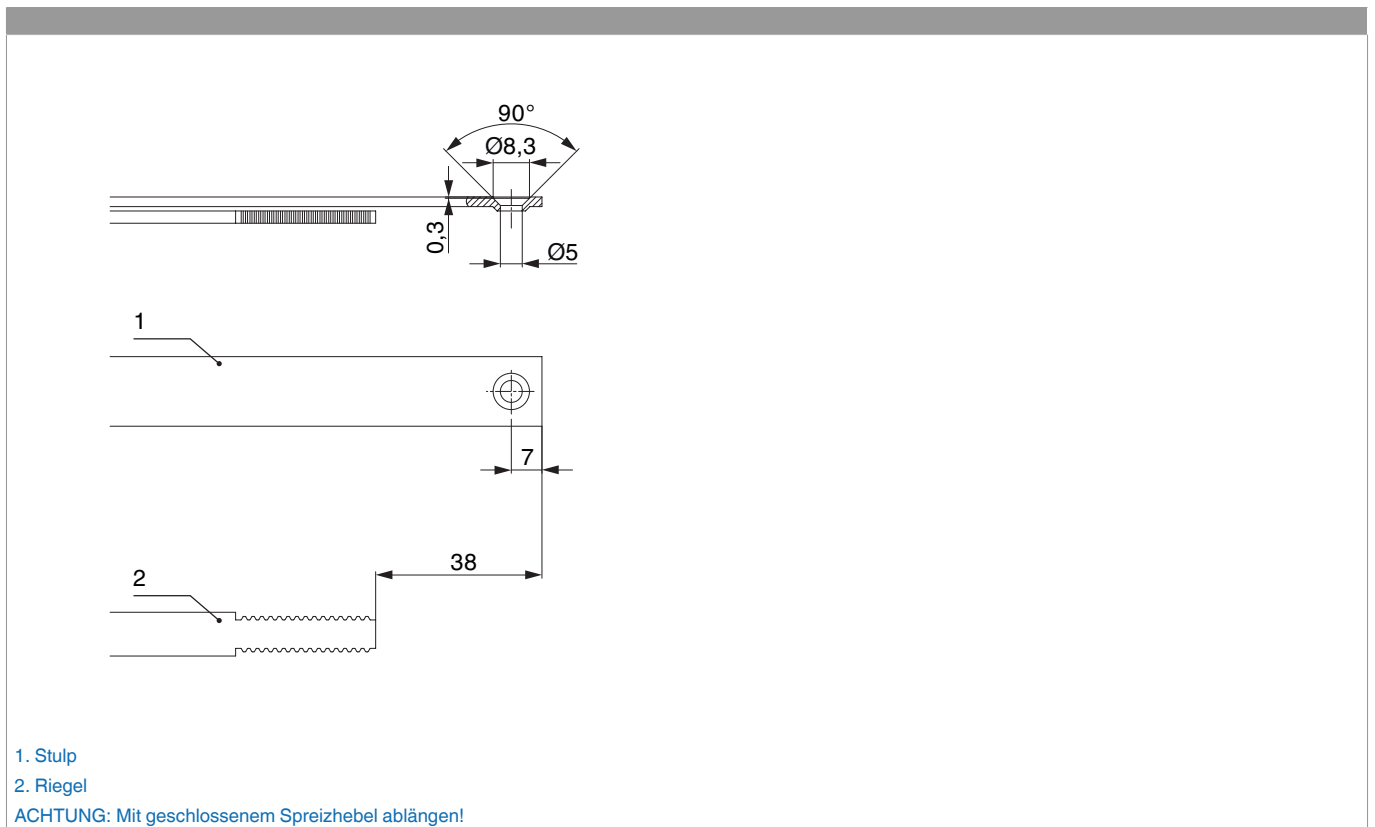 90°
Ø8,3
0,3
Ø5
1
7
38
2
1. Stulp
2. Riegel
ACHTUNG: Mit geschlossenem Spreizhebel ablängen!